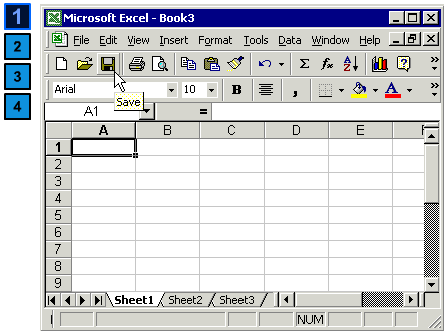 1
2
3
4
Microsoft Excel - Book3
File Edit View Insert Format Tools Data Window Help
Σ fx A Z
Arial 10 B A
A1 =
Save
A B C D E
1
2
3
4
5
6
7
8
9
Sheet1 Sheet2 Sheet3
NUM